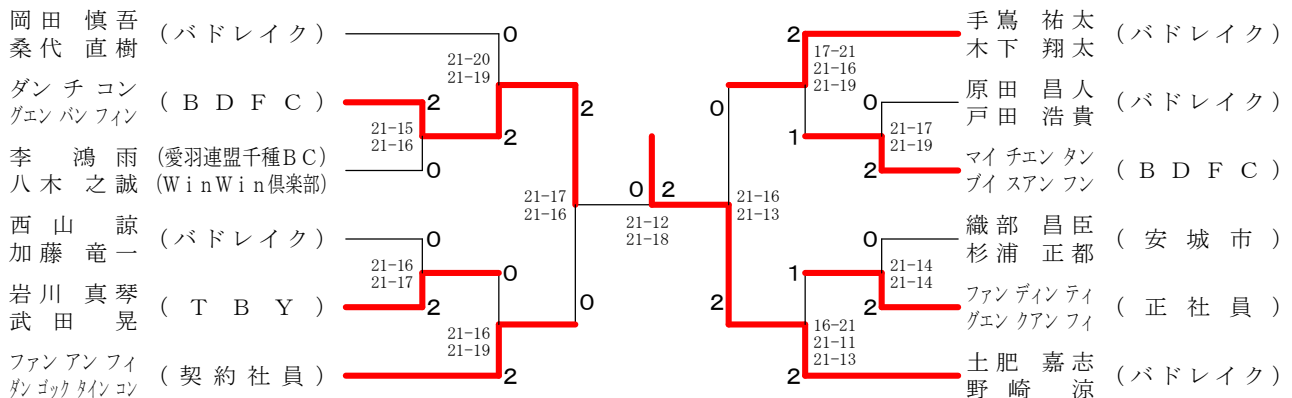 岡田 慎吾
桑代 直樹
(バドレイク)
0
21-20
21-19
ダン チ コン
グエン バン フィン
(BDFC)
2
21-15
21-16
2
2
李 鴻雨 (愛羽連盟千種BC)
八木 之誠 (WinWin倶楽部)
0
21-17
21-16
西山 諒
加藤 竜一
(バドレイク)
0
21-16
21-17
0
岩川 真琴
武田 晃
(TBY)
2
0
21-16
21-19
ファン アン フィ
ダン ゴック タイン コン
(契約社員)
2
0 2
21-12
21-18
手嶌 祐太
木下 翔太
(バドレイク)
2
17-21
21-16
21-19
0
原田 昌人
戸田 浩貴
(バドレイク)
0
21-17
21-19
1
マイ チエン タン
ブイ スアン フン
(BDFC)
2
21-16
21-13
織部 昌臣
杉浦 正都
(安城市)
0
21-14
21-14
1
ファン ディン ティ
グエン クアン フィ
(正社員)
2
2
16-21
21-11
21-13
土肥 嘉志
野崎 涼
(バドレイク)
2